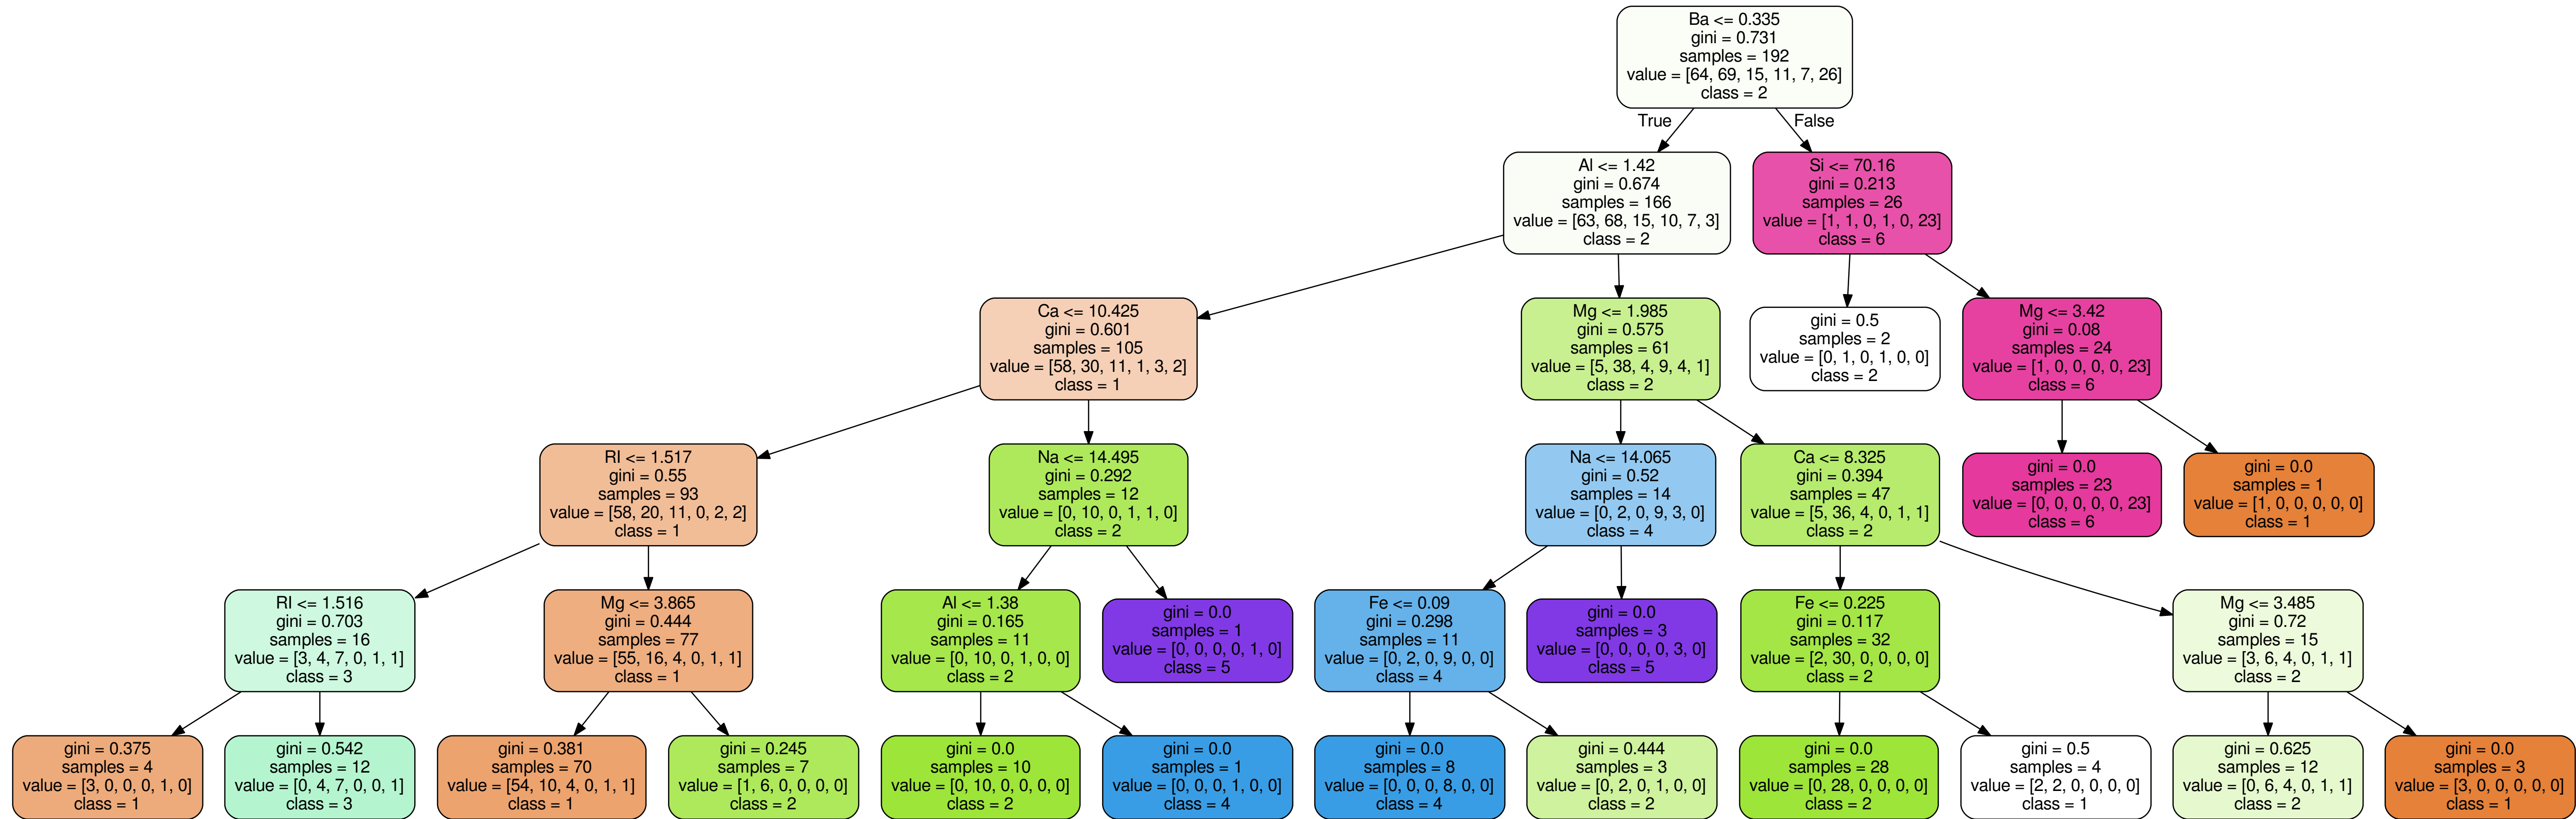 Ba <= 0.335
gini = 0.731
samples = 192
value = [64, 69, 15, 11, 7, 26]
class = 2
True
False
Al <= 1.42
gini = 0.674
samples = 166
value = [63, 68, 15, 10, 7, 3]
class = 2
Si <= 70.16
gini = 0.213
samples = 26
value = [1, 1, 0, 1, 0, 23]
class = 6
Ca <= 10.425
gini = 0.601
samples = 105
value = [58, 30, 11, 1, 3, 2]
class = 1
Mg <= 1.985
gini = 0.575
samples = 61
value = [5, 38, 4, 9, 4, 1]
class = 2
gini = 0.5
samples = 2
value = [0, 1, 0, 1, 0, 0]
class = 2
Mg <= 3.42
gini = 0.08
samples = 24
value = [1, 0, 0, 0, 0, 23]
class = 6
RI <= 1.517
gini = 0.55
samples = 93
value = [58, 20, 11, 0, 2, 2]
class = 1
Na <= 14.495
gini = 0.292
samples = 12
value = [0, 10, 0, 1, 1, 0]
class = 2
Na <= 14.065
gini = 0.52
samples = 14
value = [0, 2, 0, 9, 3, 0]
class = 4
Ca <= 8.325
gini = 0.394
samples = 47
value = [5, 36, 4, 0, 1, 1]
class = 2
gini = 0.0
samples = 23
value = [0, 0, 0, 0, 0, 23]
class = 6
gini = 0.0
samples = 1
value = [1, 0, 0, 0, 0, 0]
class = 1
RI <= 1.516
gini = 0.703
samples = 16
value = [3, 4, 7, 0, 1, 1]
class = 3
Mg <= 3.865
gini = 0.444
samples = 77
value = [55, 16, 4, 0, 1, 1]
class = 1
Al <= 1.38
gini = 0.165
samples = 11
value = [0, 10, 0, 1, 0, 0]
class = 2
gini = 0.0
samples = 1
value = [0, 0, 0, 0, 1, 0]
class = 5
Fe <= 0.09
gini = 0.298
samples = 11
value = [0, 2, 0, 9, 0, 0]
class = 4
gini = 0.0
samples = 3
value = [0, 0, 0, 0, 3, 0]
class = 5
Fe <= 0.225
gini = 0.117
samples = 32
value = [2, 30, 0, 0, 0, 0]
class = 2
Mg <= 3.485
gini = 0.72
samples = 15
value = [3, 6, 4, 0, 1, 1]
class = 2
gini = 0.375
samples = 4
value = [3, 0, 0, 0, 1, 0]
class = 1
gini = 0.542
samples = 12
value = [0, 4, 7, 0, 0, 1]
class = 3
gini = 0.381
samples = 70
value = [54, 10, 4, 0, 1, 1]
class = 1
gini = 0.245
samples = 7
value = [1, 6, 0, 0, 0, 0]
class = 2
gini = 0.0
samples = 10
value = [0, 10, 0, 0, 0, 0]
class = 2
gini = 0.0
samples = 1
value = [0, 0, 0, 1, 0, 0]
class = 4
gini = 0.0
samples = 8
value = [0, 0, 0, 8, 0, 0]
class = 4
gini = 0.444
samples = 3
value = [0, 2, 0, 1, 0, 0]
class = 2
gini = 0.0
samples = 28
value = [0, 28, 0, 0, 0, 0]
class = 2
gini = 0.5
samples = 4
value = [2, 2, 0, 0, 0, 0]
class = 1
gini = 0.625
samples = 12
value = [0, 6, 4, 0, 1, 1]
class = 2
gini = 0.0
samples = 3
value = [3, 0, 0, 0, 0, 0]
class = 1